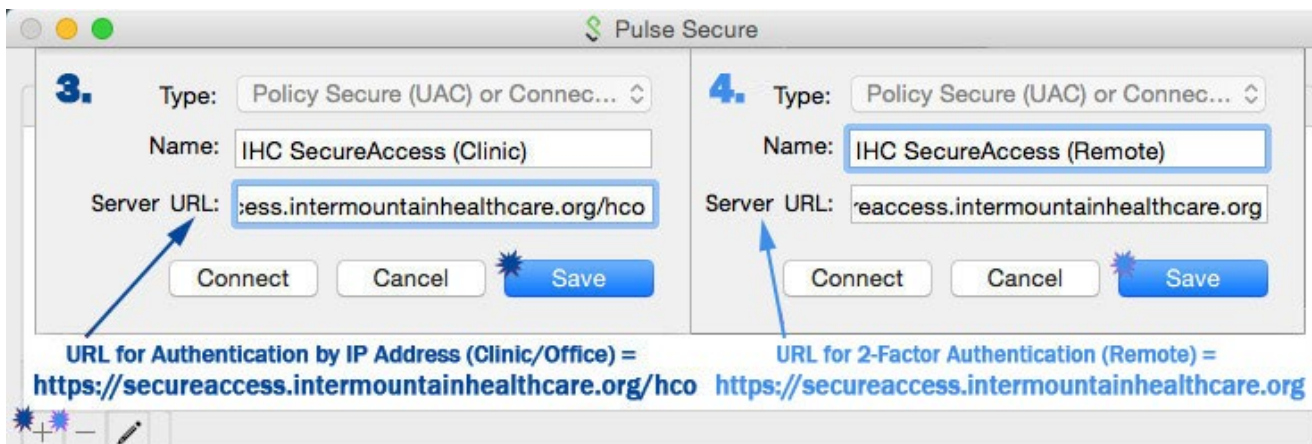 Pulse Secure
3.
Type: Policy Secure (UAC) or Connec...
Name: IHC SecureAccess (Clinic)
Server URL: cess.intermountainhealthcare.org/hco
Connect Cancel Save
URL for Authentication by IP Address (Clinic/Office) =
https://secureaccess.intermountainhealthcare.org/hco
4.
Type: Policy Secure (UAC) or Connec...
Name: IHC SecureAccess (Remote)
Server URL: reaccess.intermountainhealthcare.org
Connect Cancel Save
URL for 2-Factor Authentication (Remote) =
https://secureaccess.intermountainhealthcare.org